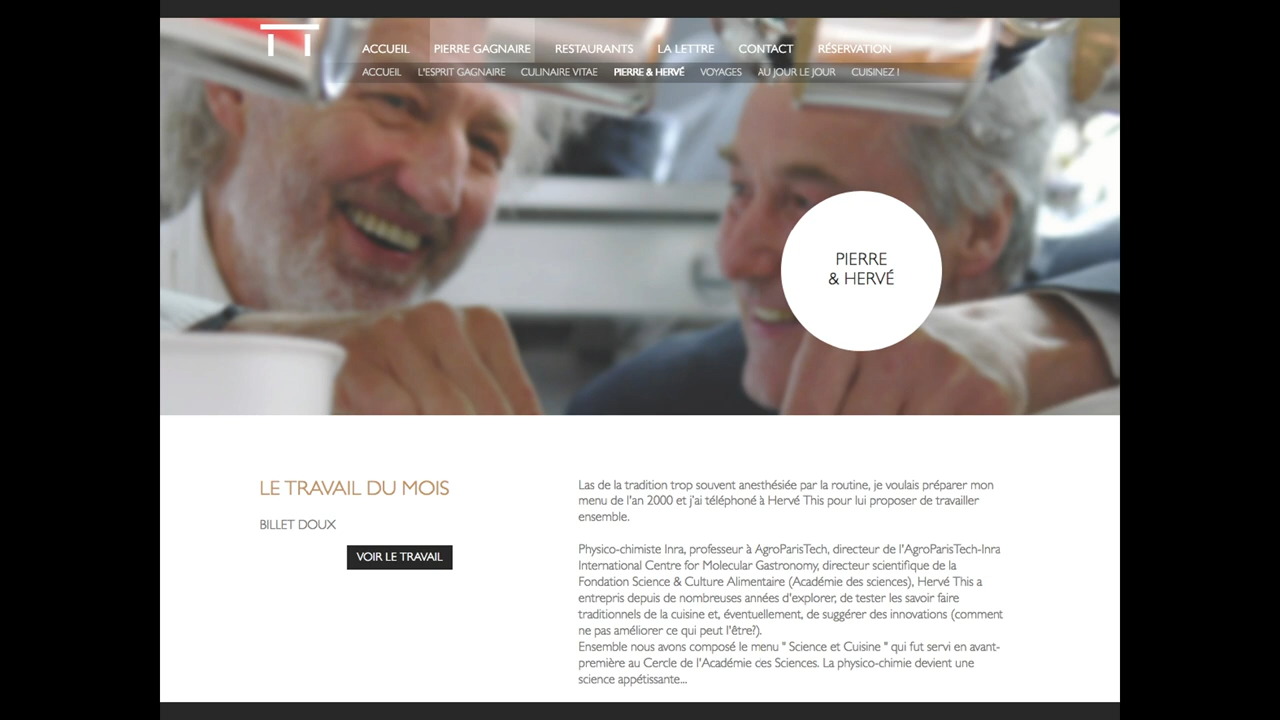 ACCUEIL PIERRE GAGNAIRE RESTAURANTS LA LETTRE CONTACT RÉSERVATION
ACCUEIL L'ESPRIT GAGNAIRE CULINAIRE VITAE PIERRE & HERVÉ VOYAGES AU JOUR LE JOUR CUISINEZ !
PIERRE
& HERVÉ
LE TRAVAIL DU MOIS
BILLET DOUX
VOIR LE TRAVAIL
Las de la tradition trop souvent anesthésiée par la routine, je voulais préparer mon
menu de l'an 2000 et j'ai téléphoné à Hervé This pour lui proposer de travailler
ensemble.
Physico-chimiste Inra, professeur à AgroParisTech, directeur de l'AgroParisTech-Inra
International Centre for Molecular Gastronomy, directeur scientifique de la
Fondation Science & Culture Alimentaire (Académie des sciences), Hervé This a
entrepris depuis de nombreuses années d'explorer, de tester les savoir faire
traditionnels de la cuisine et, éventuellement, de suggérer des innovations (comment
ne pas améliorer ce qui peut l'être?).
Ensemble nous avons composé le menu " Science et Cuisine " qui fut servi en avant-
première au Cercle de l'Académie ces Sciences. La physico-chimie devient une
science appétissante...